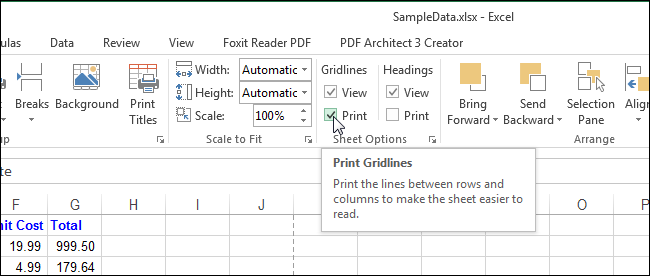 SampleData.xlsx - Excel
ulas Data Review View Foxit Reader PDF PDF Architect 3 Creator
Breaks Background Print Titles
Width: Automatic
Height: Automatic
Scale: 100%
Scale to Fit
Gridlines Headings
View View
Print Print
Sheet Options
Bring Forward Send Backward Selection Pane Align
Arrange
up
Print Gridlines
Print the lines between rows and
columns to make the sheet easier to
read.
te
F G H I J O P
nit Cost Total
19.99 999.50
4.99 179.64